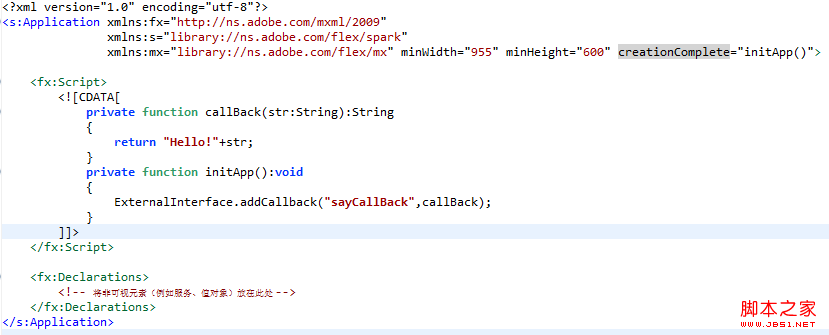 <?xml version="1.0" encoding="utf-8"?>
<s:Application xmlns:fx="http://ns.adobe.com/mxml/2009"
xmlns:s="library://ns.adobe.com/flex/spark"
xmlns:mx="library://ns.adobe.com/flex/mx" minWidth="955" minHeight="600" creationComplete="initApp()">
<fx:Script>
<![CDATA[
private function callBack(str:String):String
{
return "Hello!"+str;
}
private function initApp():void
{
ExternalInterface.addCallback("sayCallBack",callBack);
}
]]>
</fx:Script>
<fx:Declarations>
<!-- 将非可视元素（例如服务、值对象）放在此处 -->
</fx:Declarations>
</s:Application>
脚本之家
www.JB51.NET